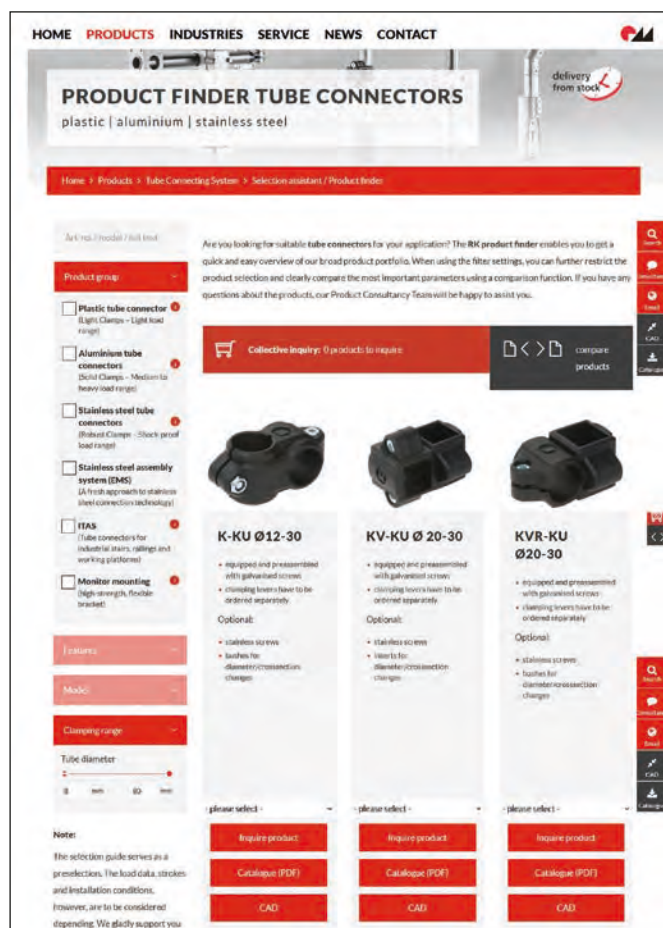 HOME PRODUCTS INDUSTRIES SERVICE NEWS CONTACT
PRODUCT FINDER TUBE CONNECTORS
plastic | aluminium | stainless steel
delivery
from stock
Home > Products > Tube Connecting System > Selection assistant / Product finder
Art. no. / model / full text
Product group
Plastic tube connector
(Light Clamps – Light load
range)
Aluminium tube
connectors
(Solid Clamps – Medium to
heavy load range)
Stainless steel tube
connectors
(Robust Clamps – Shock proof
load range)
Stainless steel assembly
system (EMS)
(A fresh approach to stainless
steel connection technology)
ITAS
(Tube connectors for
industrial stairs, railings and
working platforms)
Monitor mounting
(high-strength, flexible
bracket)
Features
Model
Clamping range
Tube diameter
8 mm 80 mm
Note:
The selection guide serves as a
preselection. The load data, strokes
and installation conditions,
however, are to be considered
depending. We gladly support you
Are you looking for suitable tube connectors for your application? The RK product finder enables you to get a
quick and easy overview of our broad product portfolio. When using the filter settings, you can further restrict the
product selection and clearly compare the most important parameters using a comparison function. If you have any
questions about the products, our Product Consultancy Team will be happy to assist you.
Collective inquiry: 0 products to inquire
compare
products
K-KU Ø12-30
• equipped and preassembled
with galvanised screws
• clamping levers have to be
ordered separately
Optional:
• stainless screws
• bushes for
diameter/crosssection
changes
- please select -
Inquire product
Catalogue (PDF)
CAD
KV-KU Ø 20-30
• equipped and preassembled
with galvanised screws
• clamping levers have to be
ordered separately
Optional:
• stainless screws
• inserts for
diameter/crosssection
changes
- please select -
Inquire product
Catalogue (PDF)
CAD
KVR-KU
Ø20-30
• equipped and preassembled
with galvanised screws
• clamping levers have to be
ordered separately
Optional:
• stainless screws
• bushes for
diameter/crosssection
changes
- please select -
Inquire product
Catalogue (PDF)
CAD
Search
Email
CAD
Catalogue
Search
Email
CAD
Catalogue